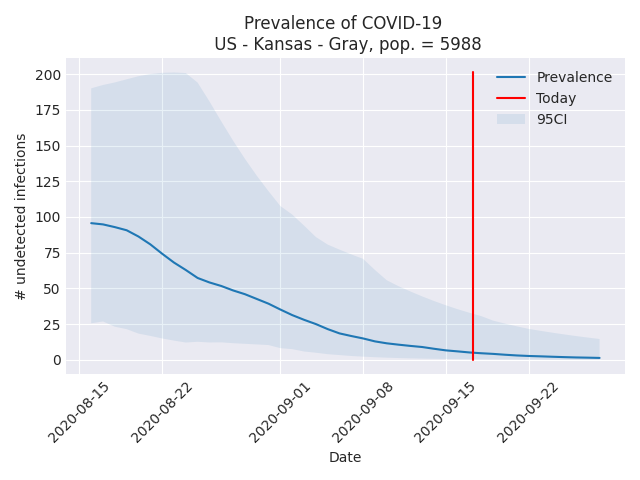 Prevalence of COVID-19
US - Kansas - Gray, pop. = 5988
# undetected infections
200
175
150
125
100
75
50
25
0
Prevalence
Today
95CI
2020-08-15
2020-08-22
2020-09-01
2020-09-08
2020-09-15
2020-09-22
Date